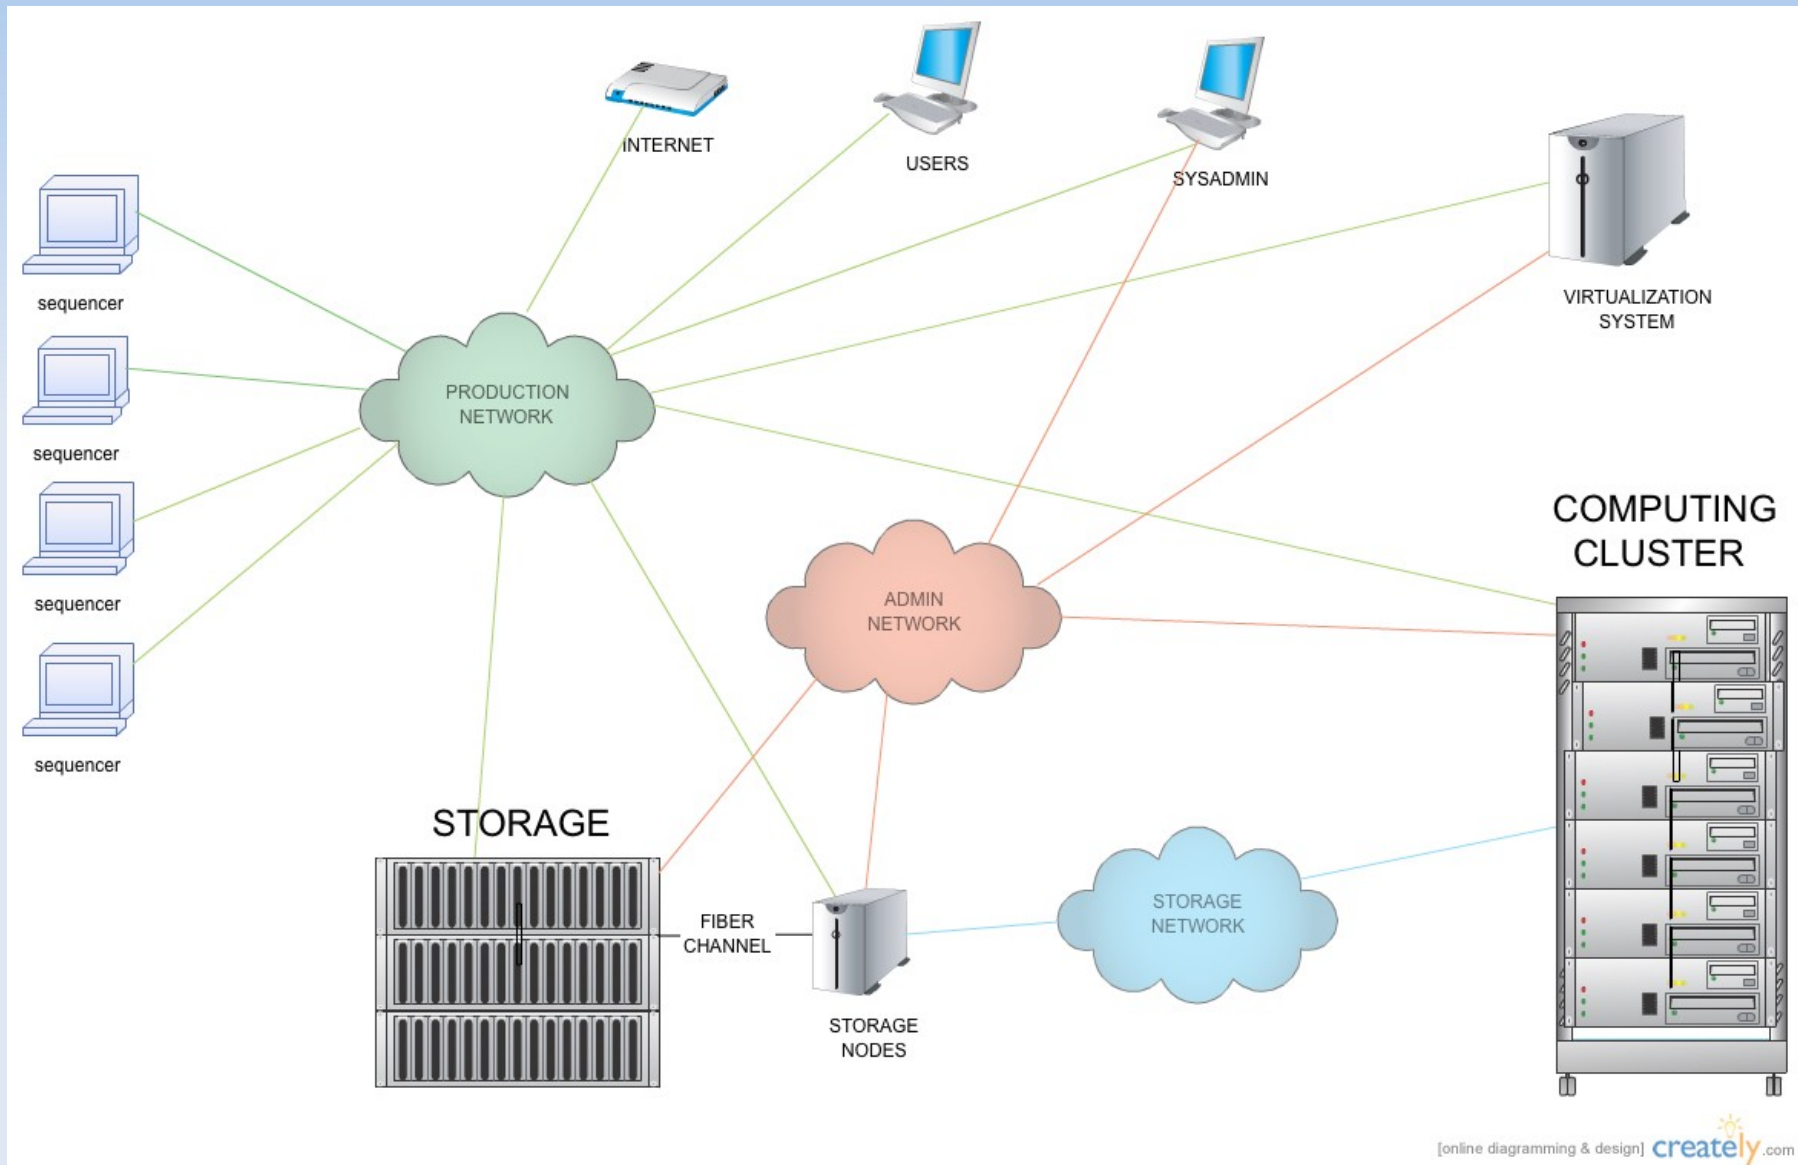 INTERNET
USERS
SYSADMIN
sequencer
VIRTUALIZATION
SYSTEM
PRODUCTION
NETWORK
sequencer
COMPUTING
CLUSTER
sequencer
ADMIN
NETWORK
sequencer
STORAGE
FIBER
CHANNEL
STORAGE
NETWORK
STORAGE
NODES
[online diagramming & design] creately.com